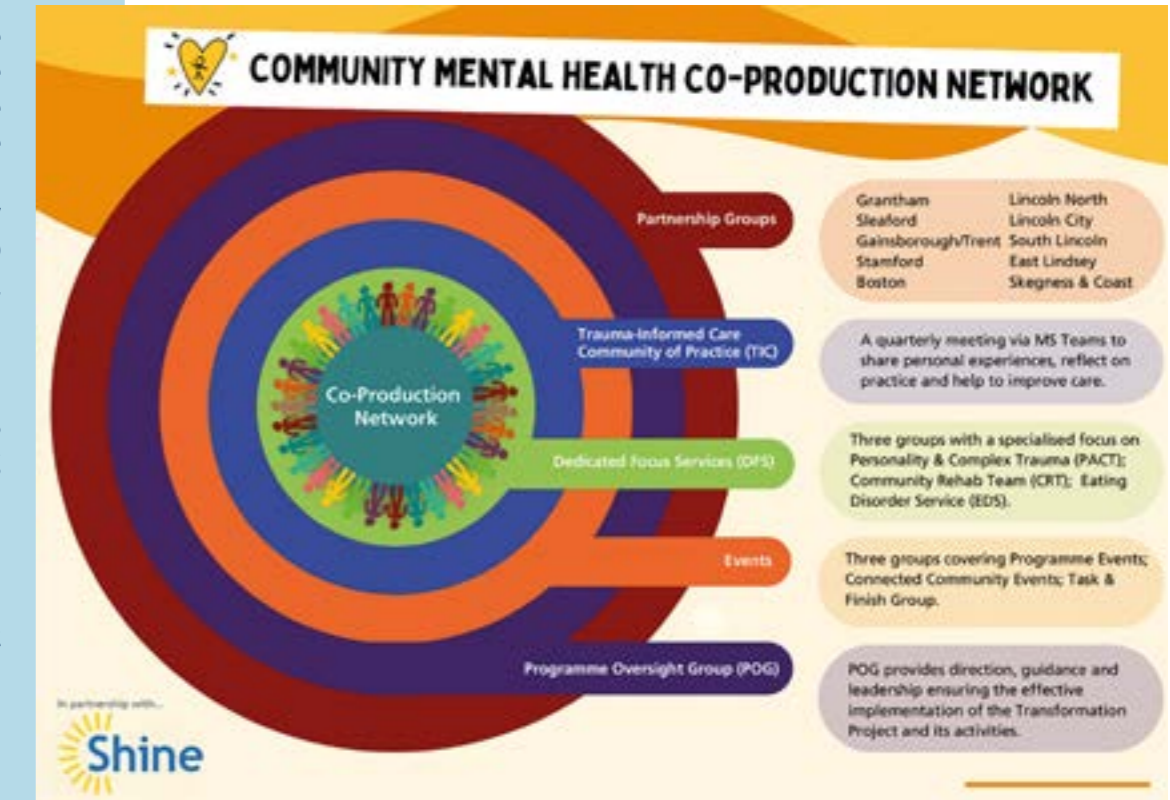 COMMUNITY MENTAL HEALTH CO-PRODUCTION NETWORK
Partnership Groups
Grantham
Sleaford
Gainsborough/Trent
Stamford
Boston
Lincoln North
Lincoln City
South Lincoln
East Lindsey
Skegness & Coast
Trauma-Informed Care
Community of Practice (TIC)
A quarterly meeting via MS Teams to
share personal experiences, reflect on
practice and help to improve care.
Co-Production
Network
Dedicated Focus Services (DFS)
Three groups with a specialised focus on
Personality & Complex Trauma (PACT);
Community Rehab Team (CRT); Eating
Disorder Service (EDS).
Events
Three groups covering Programme Events;
Connected Community Events; Task &
Finish Group.
Programme Oversight Group (POG)
POG provides direction, guidance and
leadership ensuring the effective
implementation of the Transformation
Project and its activities.
In partnership with...
Shine